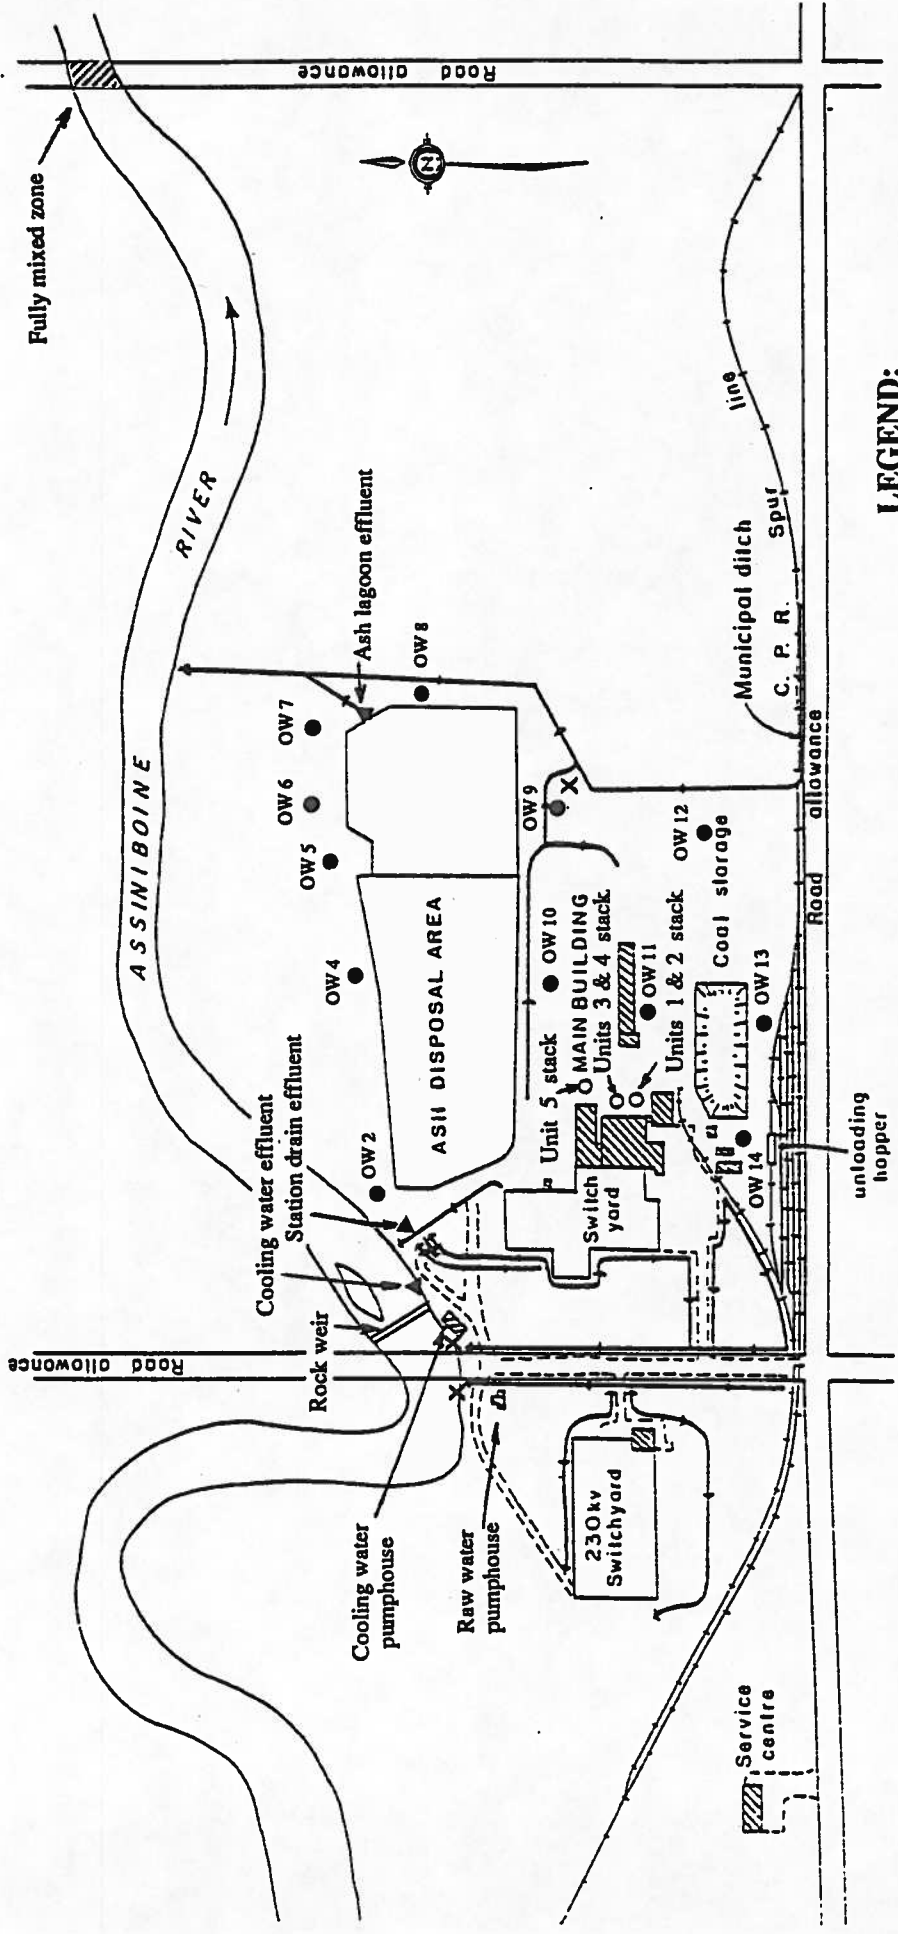 Road allowance
Fully mixed zone
N
ASSINIBOINE
RIVER
Ash lagoon effluent
OW 8
OW 7
OW 6
OW 5
OW 4
OW 2
OW 9
OW 10
OW 11
OW 12
OW 13
OW 14
ASH DISPOSAL AREA
Cooling water effluent
Station drain effluent
Rock weir
Road allowance
Cooling water
pumphouse
Raw water
pumphouse
Unit 5 stack
MAIN BUILDING
Units 3 & 4 stack
Units 1 & 2 stack
Switch
yard
Coal storage
unloading
hopper
230 kv
Switchyard
Service
centre
Municipal ditch
C. P. R. Spur line
Road allowance
LEGEND: